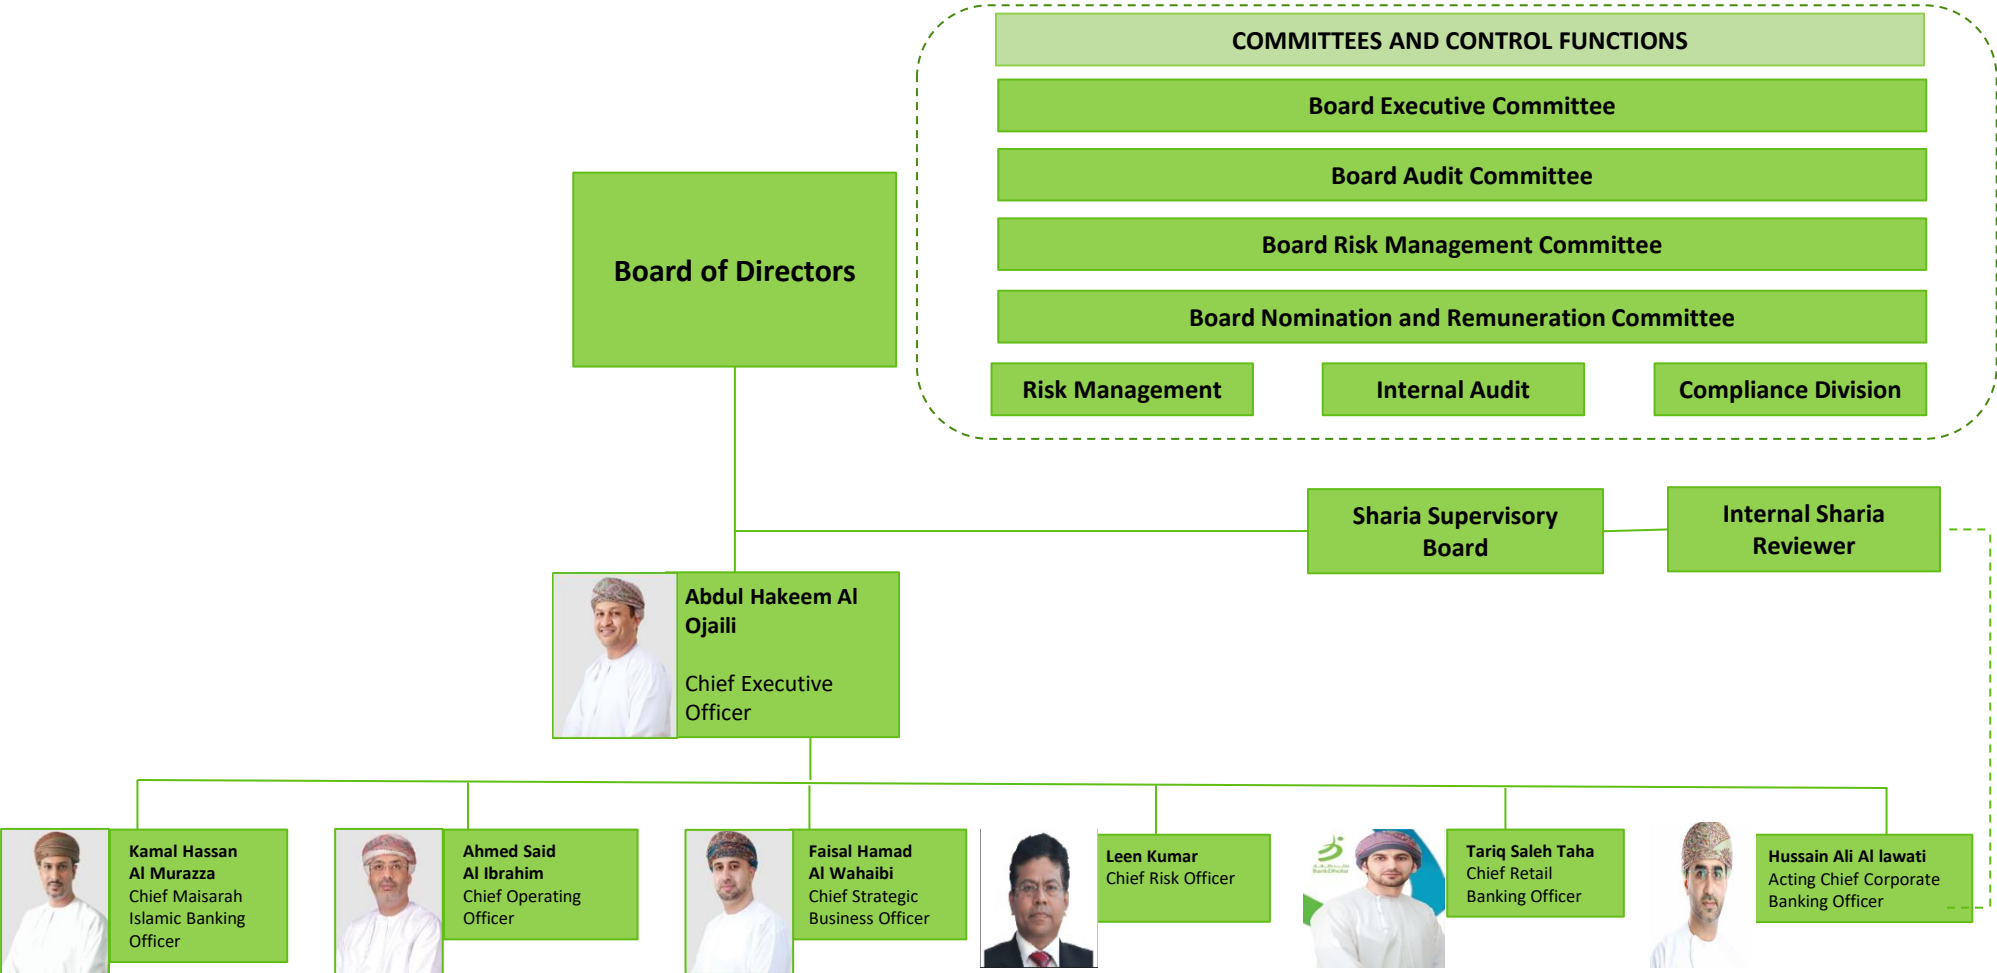 COMMITTEES AND CONTROL FUNCTIONS
Board Executive Committee
Board Audit Committee
Board Risk Management Committee
Board Nomination and Remuneration Committee
Risk Management
Internal Audit
Compliance Division
Board of Directors
Sharia Supervisory
Board
Internal Sharia
Reviewer
Abdul Hakeem Al
Ojaili
Chief Executive
Officer
Kamal Hassan
Al Murazza
Chief Maisarah
Islamic Banking
Officer
Ahmed Said
Al Ibrahim
Chief Operating
Officer
Faisal Hamad
Al Wahaibi
Chief Strategic
Business Officer
Leen Kumar
Chief Risk Officer
BankDhofar
Tariq Saleh Taha
Chief Retail
Banking Officer
Hussain Ali Al lawati
Acting Chief Corporate
Banking Officer